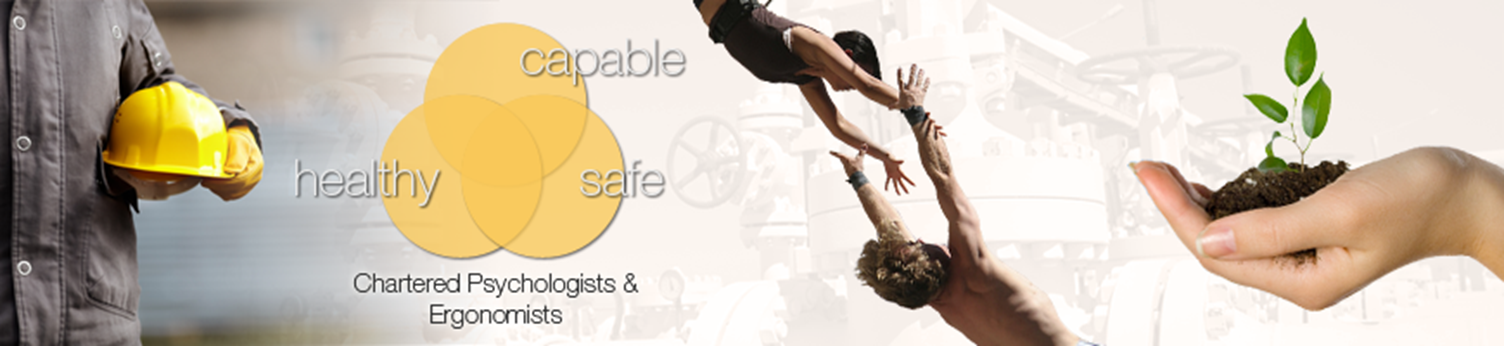 capable
healthy
safe
Chartered Psychologists &
Ergonomists